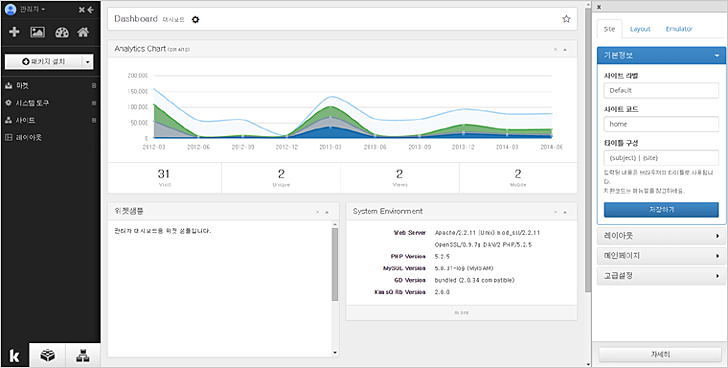 관리자
패키지 설치
마켓
시스템 도구
사이트
레이아웃
k
Dashboard 대시보드
Analytics Chart
200,000
150,000
100,000
50,000
0
2012-03 2012-06 2012-09 2012-12 2013-03 2013-06 2013-09 2013-12 2014-03 2014-06
31 2 2 2
Visit Unique Views Mobile
위젯샘플
관리자 대시보드용 위젯 샘플입니다.
System Environment
Web Server Apache/2.2.11 (Unix) mod_ssl/2.2.11
OpenSSL/0.9.7a DAV/2 PHP/5.2.5
PHP Version 5.2.5
MySQL Version
GD Version bundled (2.0.34 compatible)
KimsQ Rb Version 2.0.0
more
x
Site Layout Emulator
기본정보
사이트 라벨
Default
사이트 코드
home
타이틀 구성
{subject} | {site}
입력된 내용은 브라우저의 타이틀로 사용됩니
다.
치환코드는 매뉴얼을 참고하세요.
저장하기
레이아웃
메인페이지
고급설정
자세히